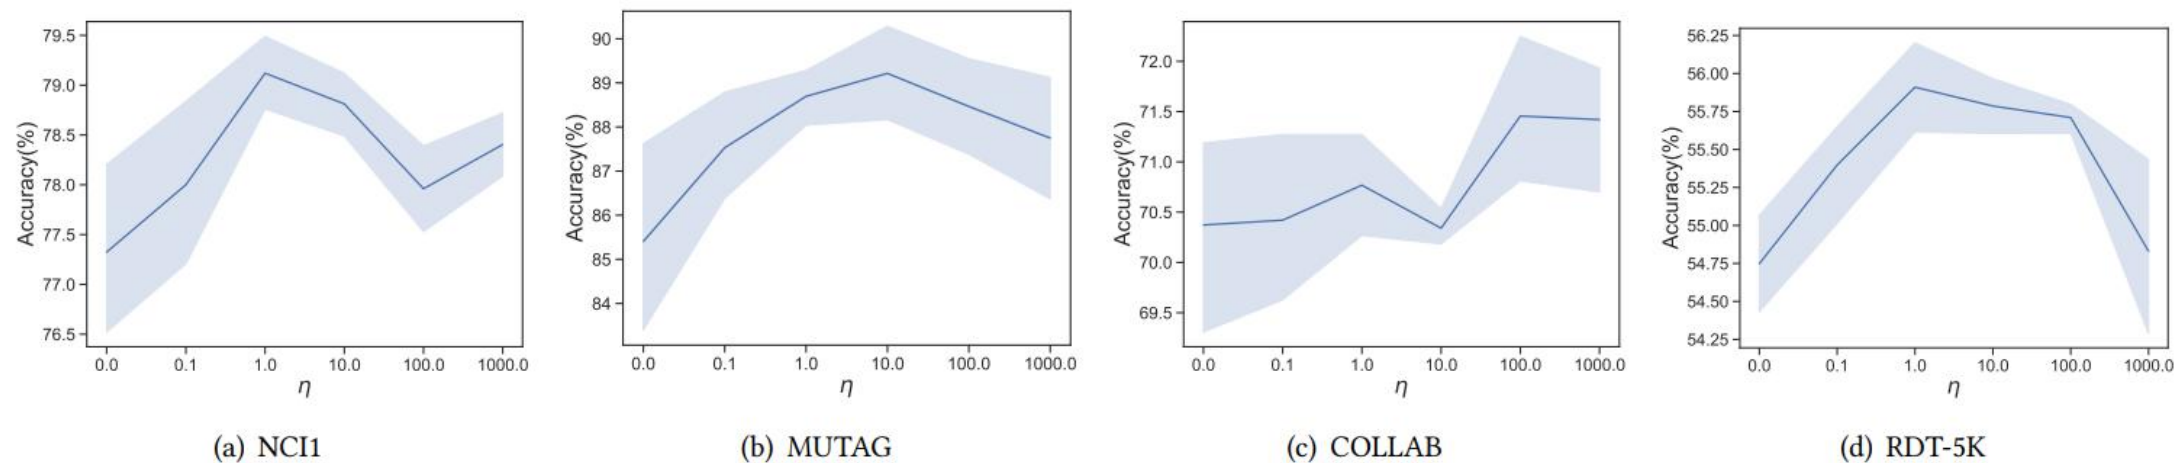 79.5
79.0
78.5
78.0
77.5
77.0
76.5
Accuracy(%)
0.0 0.1 1.0 10.0 100.0 1000.0
η
(a) NCI1
90
89
88
87
86
85
84
Accuracy(%)
0.0 0.1 1.0 10.0 100.0 1000.0
η
(b) MUTAG
72.0
71.5
71.0
70.5
70.0
69.5
Accuracy(%)
0.0 0.1 1.0 10.0 100.0 1000.0
η
(c) COLLAB
56.25
56.00
55.75
55.50
55.25
55.00
54.75
54.50
54.25
Accuracy(%)
0.0 0.1 1.0 10.0 100.0 1000.0
η
(d) RDT-5K